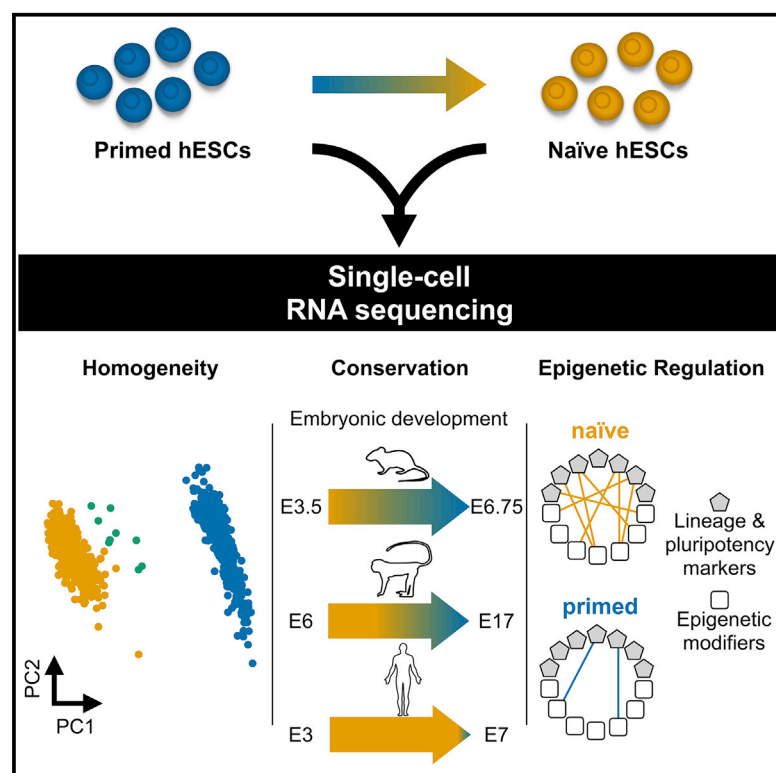 Primed hESCs
Naïve hESCs
Single-cell
RNA sequencing
Homogeneity
PC2
PC1
Conservation
Embryonic development
E3.5
E6.75
E6
E17
E3
E7
Epigenetic Regulation
naïve
Lineage &
pluripotency
markers
primed
Epigenetic
modifiers